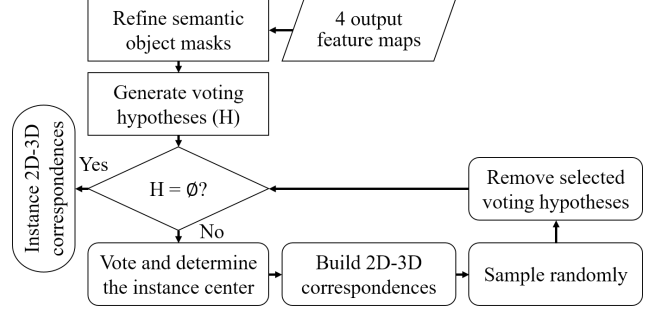 Refine semantic
object masks
4 output
feature maps
Generate voting
hypotheses (H)
Instance 2D-3D
correspondences
Yes
H = ∅?
No
Remove selected
voting hypotheses
Vote and determine
the instance center
Build 2D-3D
correspondences
Sample randomly